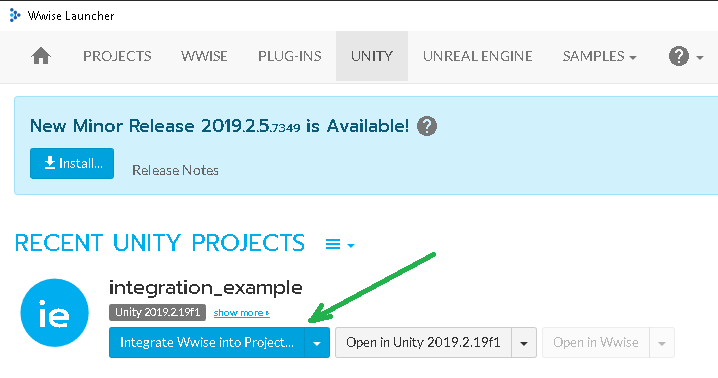 Wwise Launcher
PROJECTS WWISE PLUG-INS UNITY UNREAL ENGINE SAMPLES ?
New Minor Release 2019.2.5.7349 is Available! ?
Install... Release Notes
RECENT UNITY PROJECTS
ie
integration_example
Unity 2019.2.19f1 show more »
Integrate Wwise into Project... Open in Unity 2019.2.19f1 Open in Wwise